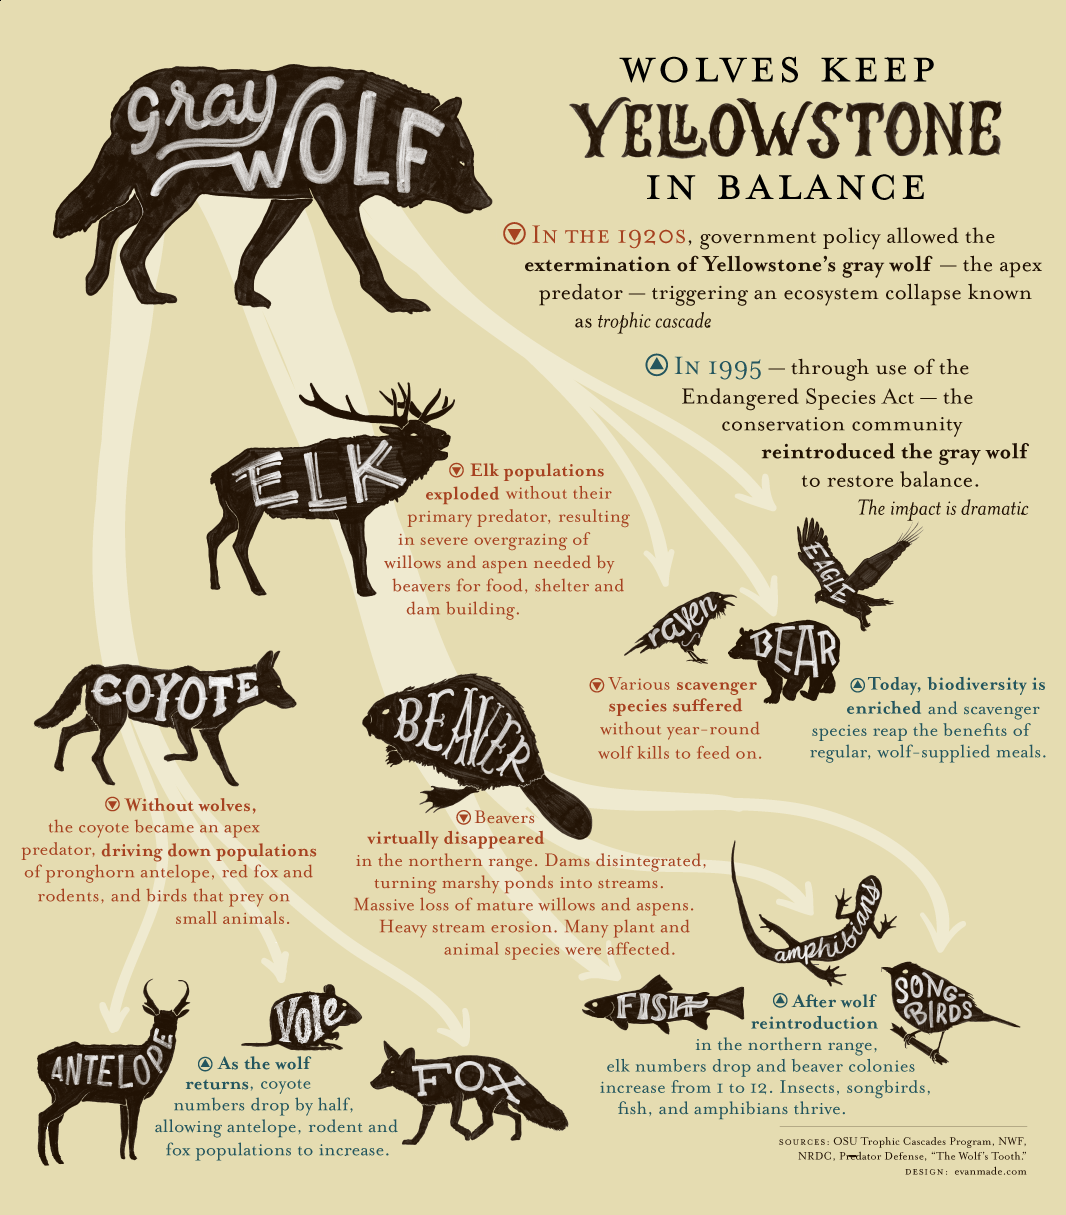 gray
WOLF
WOLVES KEEP
YELLOWSTONE
IN BALANCE
IN THE 1920S, government policy allowed the
extermination of Yellowstone's gray wolf — the apex
predator — triggering an ecosystem collapse known
as trophic cascade
IN 1995 — through use of the
Endangered Species Act — the
conservation community
reintroduced the gray wolf
to restore balance.
The impact is dramatic
ELK
Elk populations
exploded without their
primary predator, resulting
in severe overgrazing of
willows and aspen needed by
beavers for food, shelter and
dam building.
EAGLE
raven
BEAR
Various scavenger
species suffered
without year-round
wolf kills to feed on.
Today, biodiversity is
enriched and scavenger
species reap the benefits of
regular, wolf-supplied meals.
COYOTE
Without wolves,
the coyote became an apex
predator, driving down populations
of pronghorn antelope, red fox and
rodents, and birds that prey on
small animals.
BEAVER
Beavers
virtually disappeared
in the northern range. Dams disintegrated,
turning marshy ponds into streams.
Massive loss of mature willows and aspens.
Heavy stream erosion. Many plant and
animal species were affected.
amphibians
SONG-
BIRDS
FISH
VOle
ANTELOPE
FOX
As the wolf
returns, coyote
numbers drop by half,
allowing antelope, rodent and
fox populations to increase.
After wolf
reintroduction
in the northern range,
elk numbers drop and beaver colonies
increase from 1 to 12. Insects, songbirds,
fish, and amphibians thrive.
SOURCES: OSU Trophic Cascades Program, NWF,
NRDC, Predator Defense, “The Wolf’s Tooth.”
DESIGN: evanmade.com